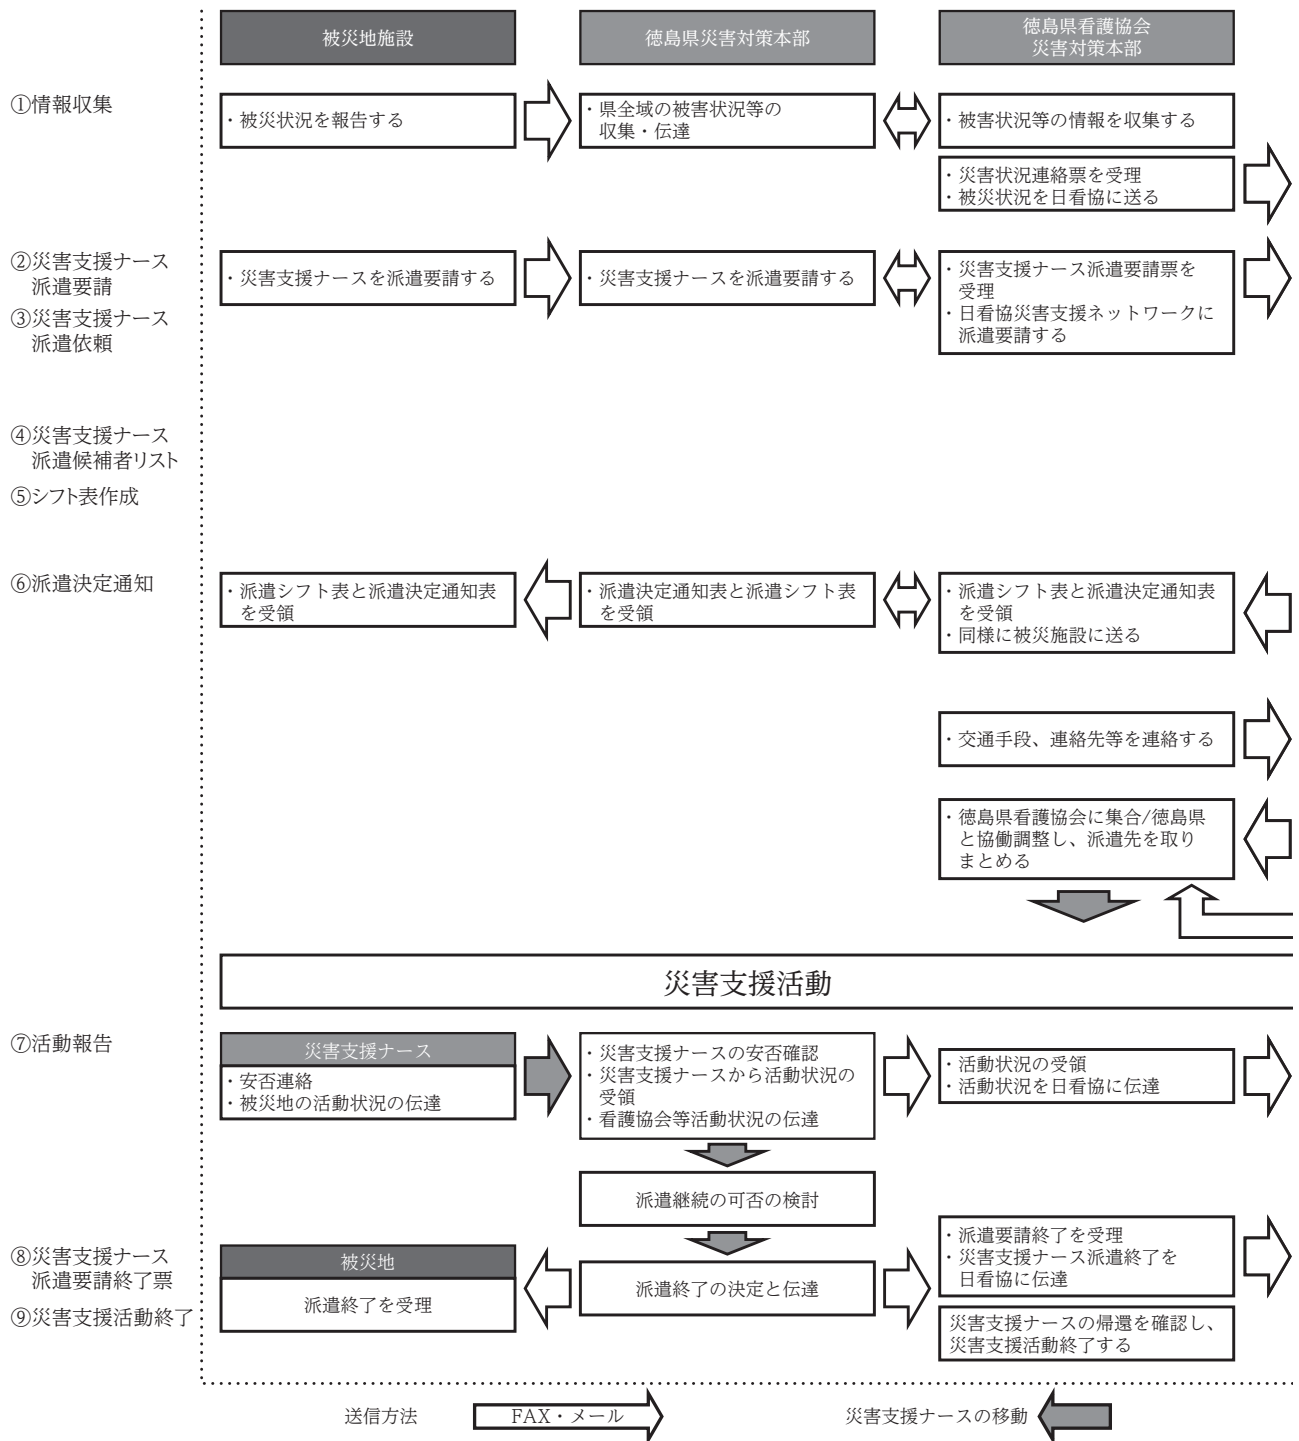 被災地施設
徳島県災害対策本部
徳島県看護協会
災害対策本部
①情報収集
・被災状況を報告する
・県全域の被害状況等の
収集・伝達
・被害状況等の情報を収集する
・災害状況連絡票を受理
・被災状況を日看協に送る
②災害支援ナース
派遣要請
③災害支援ナース
派遣依頼
・災害支援ナースを派遣要請する
・災害支援ナースを派遣要請する
・災害支援ナース派遣要請票を
受理
・日看協災害支援ネットワークに
派遣要請する
④災害支援ナース
派遣候補者リスト
⑤シフト表作成
⑥派遣決定通知
・派遣シフト表と派遣決定通知表
を受領
・派遣決定通知表と派遣シフト表
を受領
・派遣シフト表と派遣決定通知表
を受領
・同様に被災施設に送る
・交通手段、連絡先等を連絡する
・徳島県看護協会に集合/徳島県
と協働調整し、派遣先を取り
まとめる
災害支援活動
⑦活動報告
災害支援ナース
・安否連絡
・被災地の活動状況の伝達
・災害支援ナースの安否確認
・災害支援ナースから活動状況の
受領
・看護協会等活動状況の伝達
・活動状況の受領
・活動状況を日看協に伝達
派遣継続の可否の検討
⑧災害支援ナース
派遣要請終了票
⑨災害支援活動終了
被災地
派遣終了を受理
派遣終了の決定と伝達
・派遣要請終了を受理
・災害支援ナース派遣終了を
日看協に伝達
災害支援ナースの帰還を確認し、
災害支援活動終了する
送信方法
FAX・メール
災害支援ナースの移動